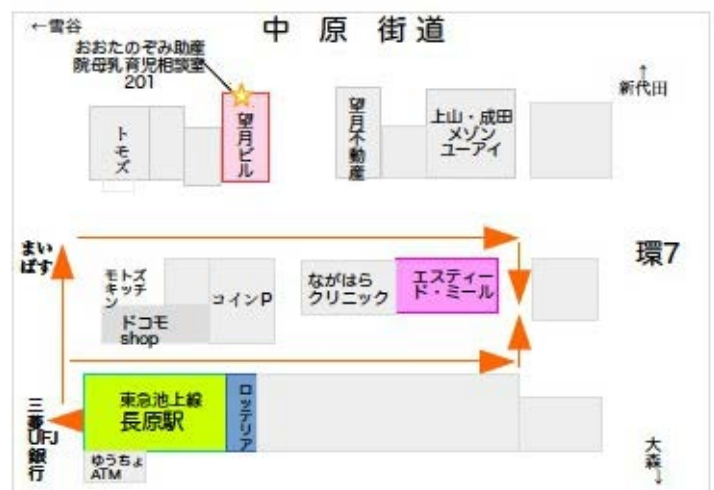 ←雪谷
中原街道
おおたのぞみ助産
院母乳育児相談室
201
↑
新代田
トモズ
望月ビル
望月不動産
上山・成田
メゾン
ユーアイ
まい
ばす
環7
モトズ
キッチ
ン
コインP
ドコモ
shop
ながはら
クリニック
エスティー
ド・ミール
東急池上線
長原駅
ロッテリア
三菱UFJ銀行
ゆうちょ
ATM
大森→